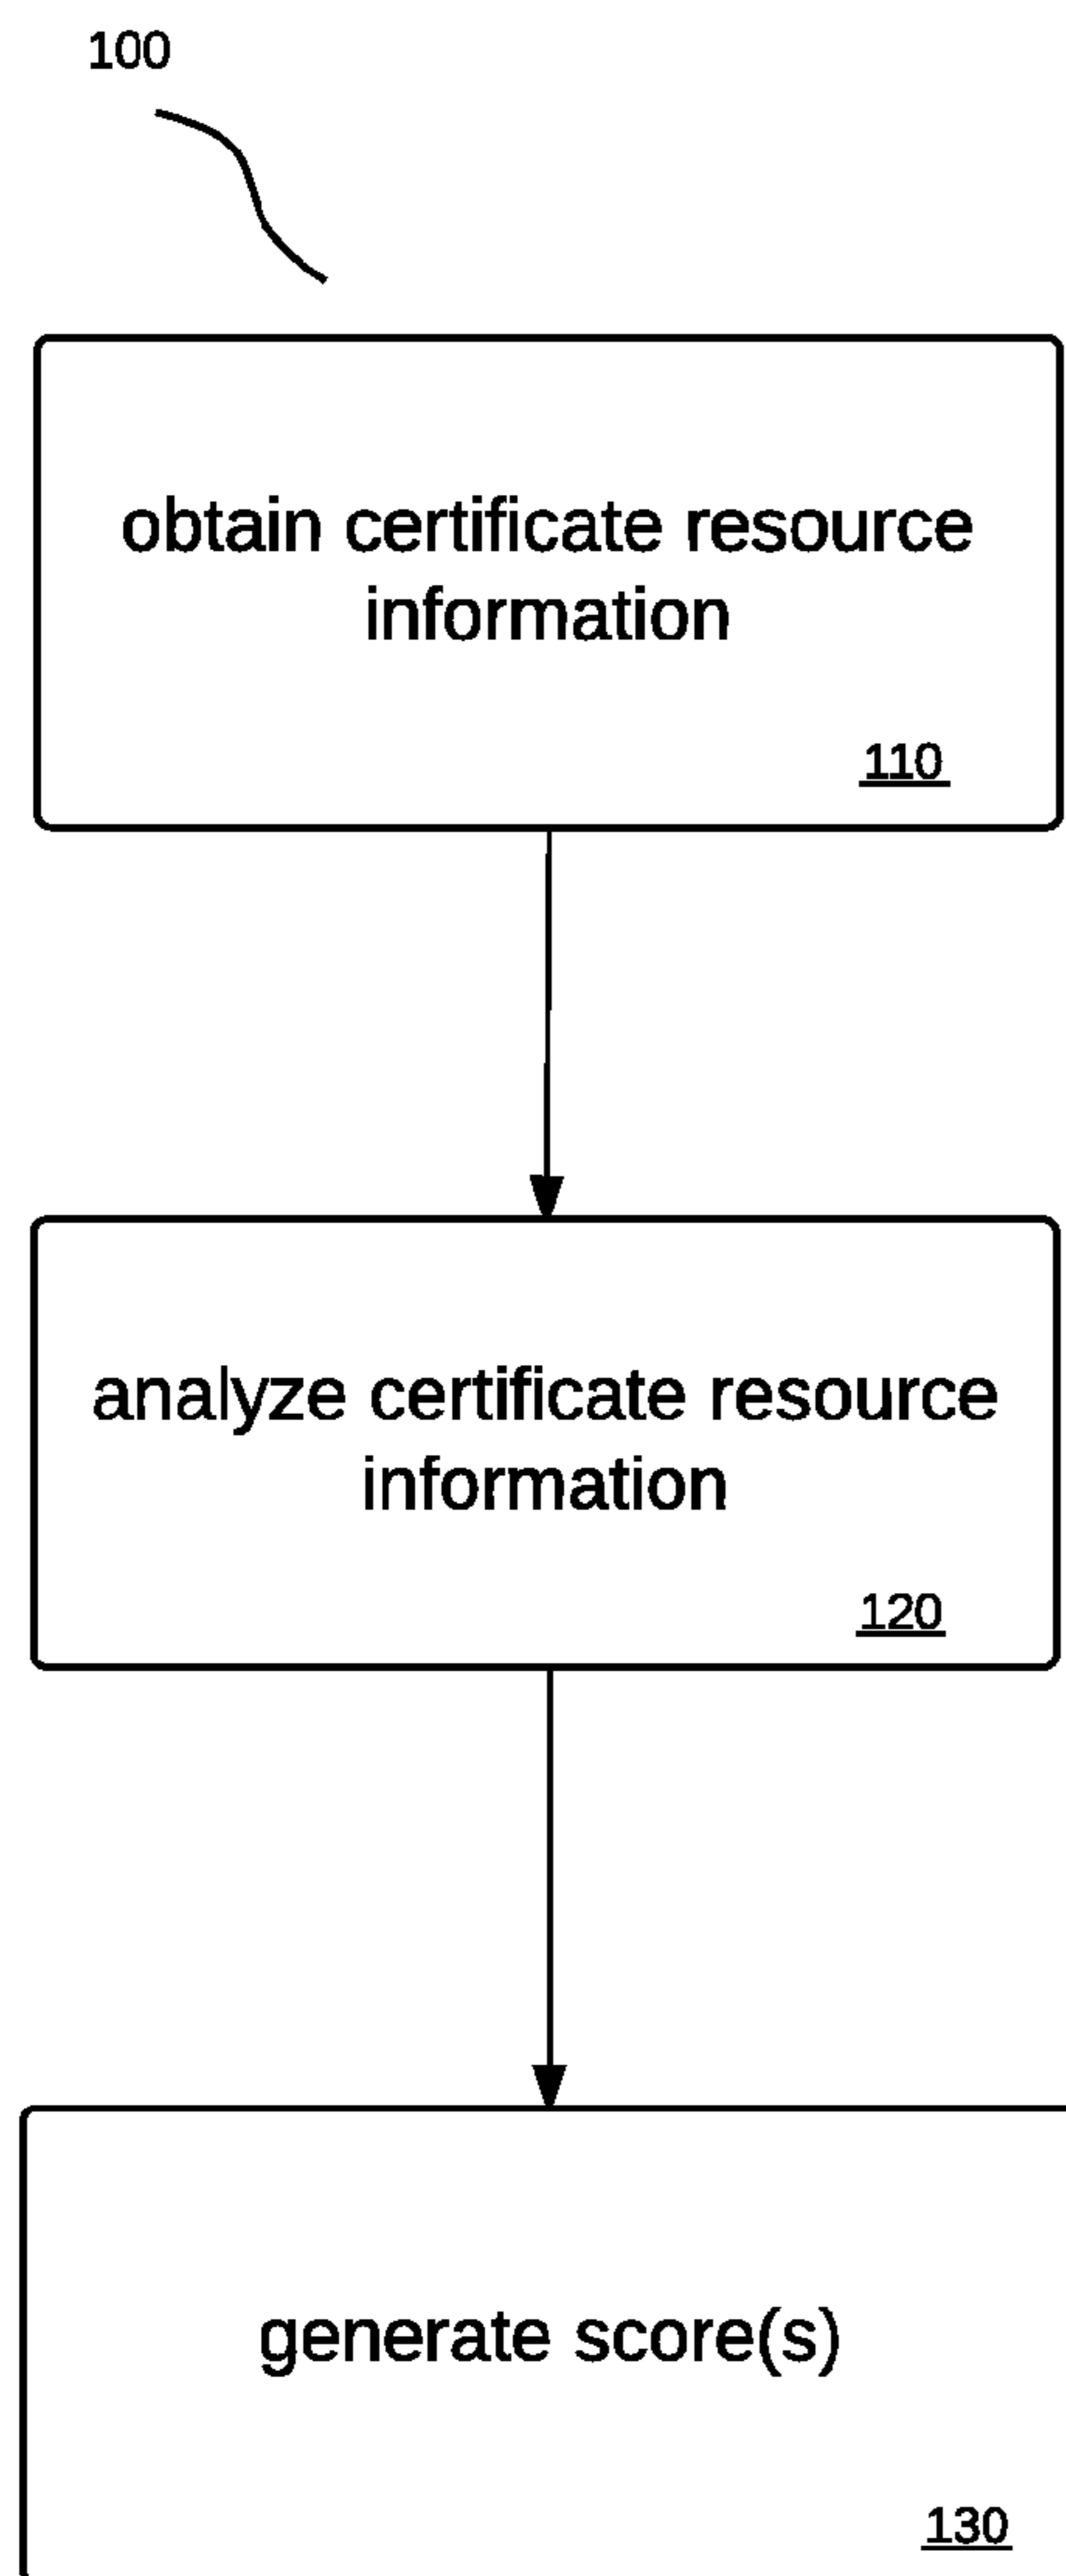 100
obtain certificate resource
information
110
analyze certificate resource
information
120
generate score(s)
130